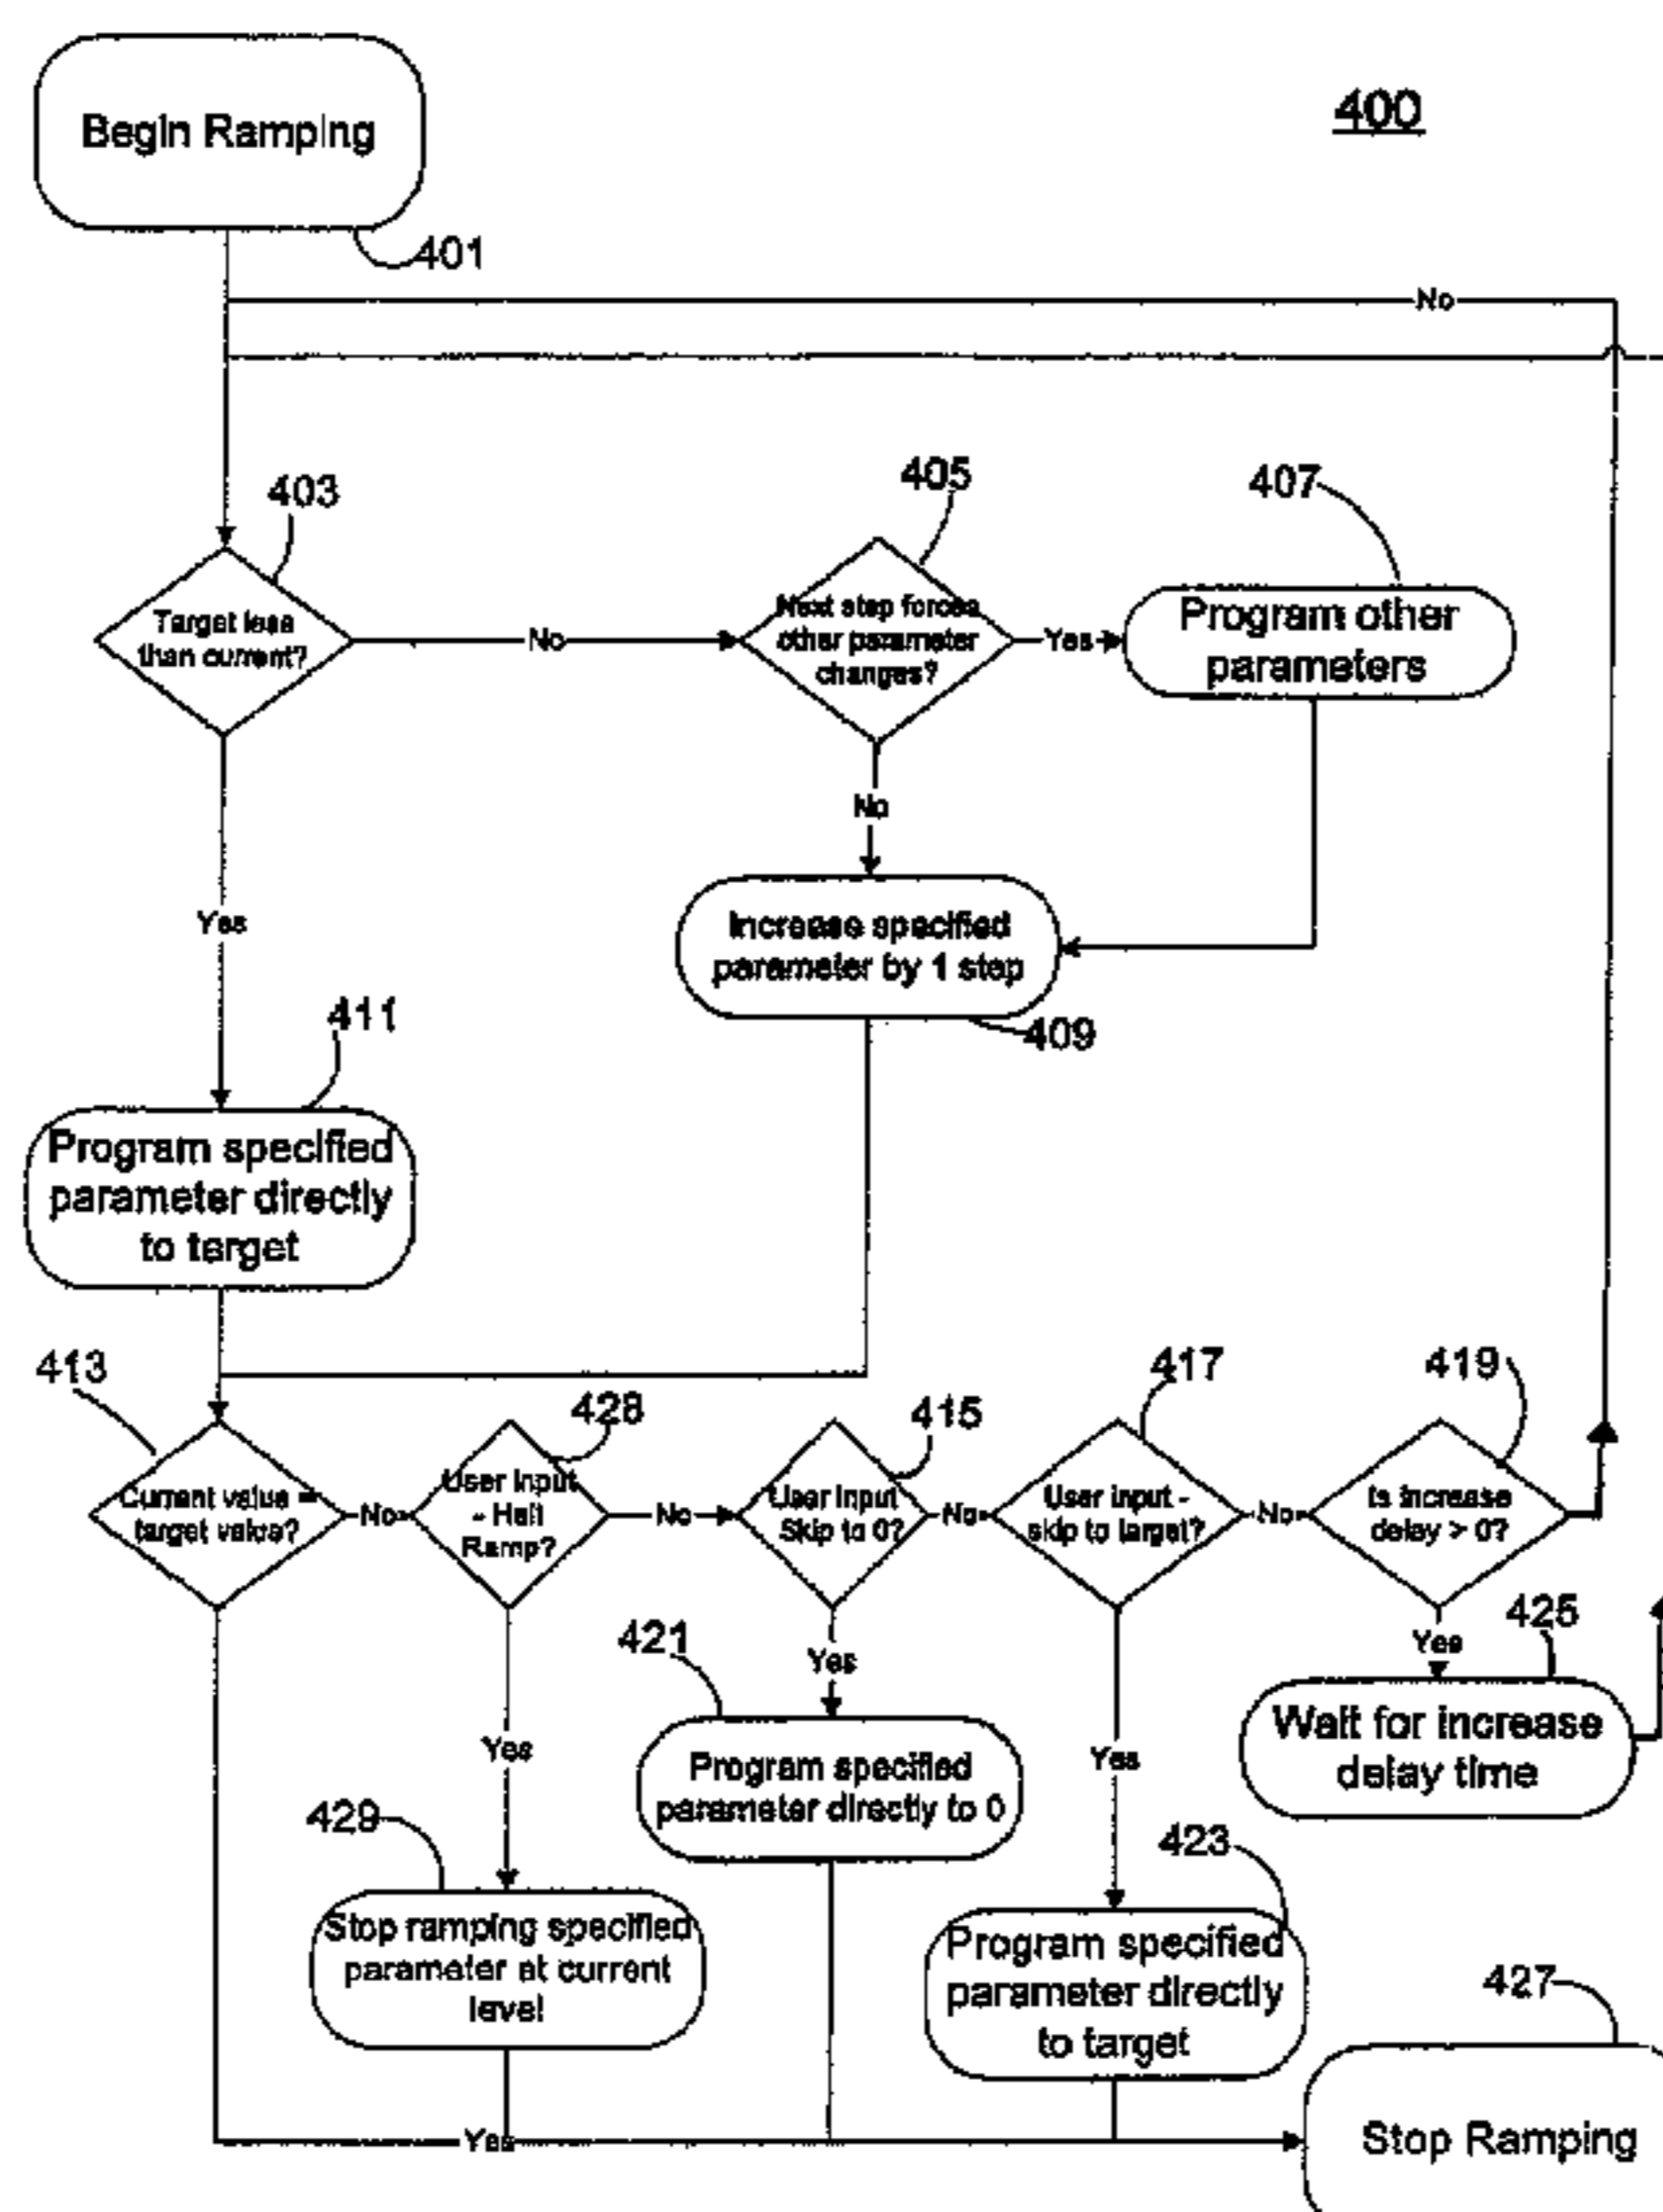 400
Begin Ramping
401
No
403
405
407
Target less
than current?
No
Next step forces
other parameter
changes?
Yes
Program other
parameters
No
Yes
Increase specified
parameter by 1 step
409
411
Program specified
parameter directly
to target
413
428
415
417
419
Current value =
target value?
No
User Input
- Halt
Ramp?
No
User Input
Skip to 0?
No
User input -
skip to target?
No
Is increase
delay > 0?
Yes
425
Wait for increase
delay time
421
Yes
Program specified
parameter directly to 0
Yes
Yes
429
Stop ramping specified
parameter at current
level
423
Program specified
parameter directly
to target
427
Yes
Stop Ramping